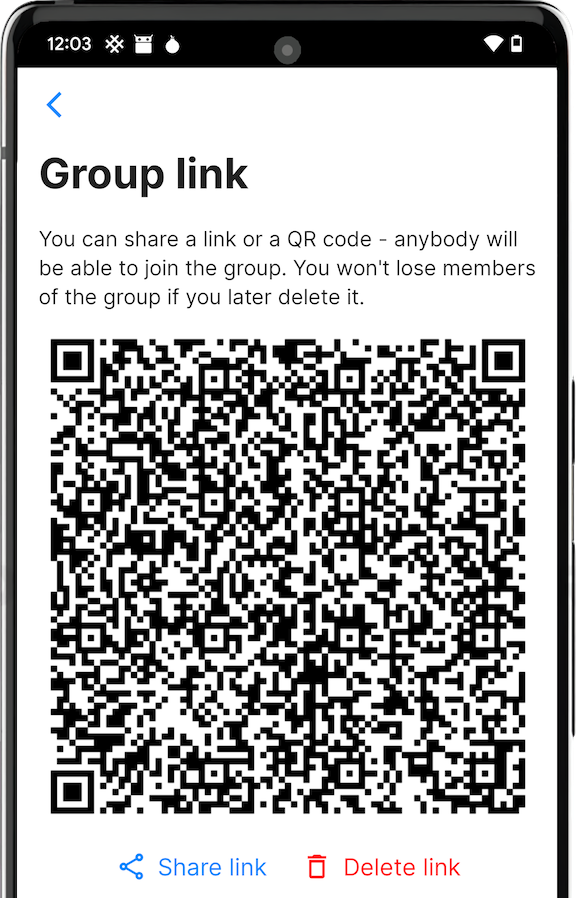 12:03
Group link
You can share a link or a QR code - anybody will
be able to join the group. You won't lose members
of the group if you later delete it.
Share link
Delete link